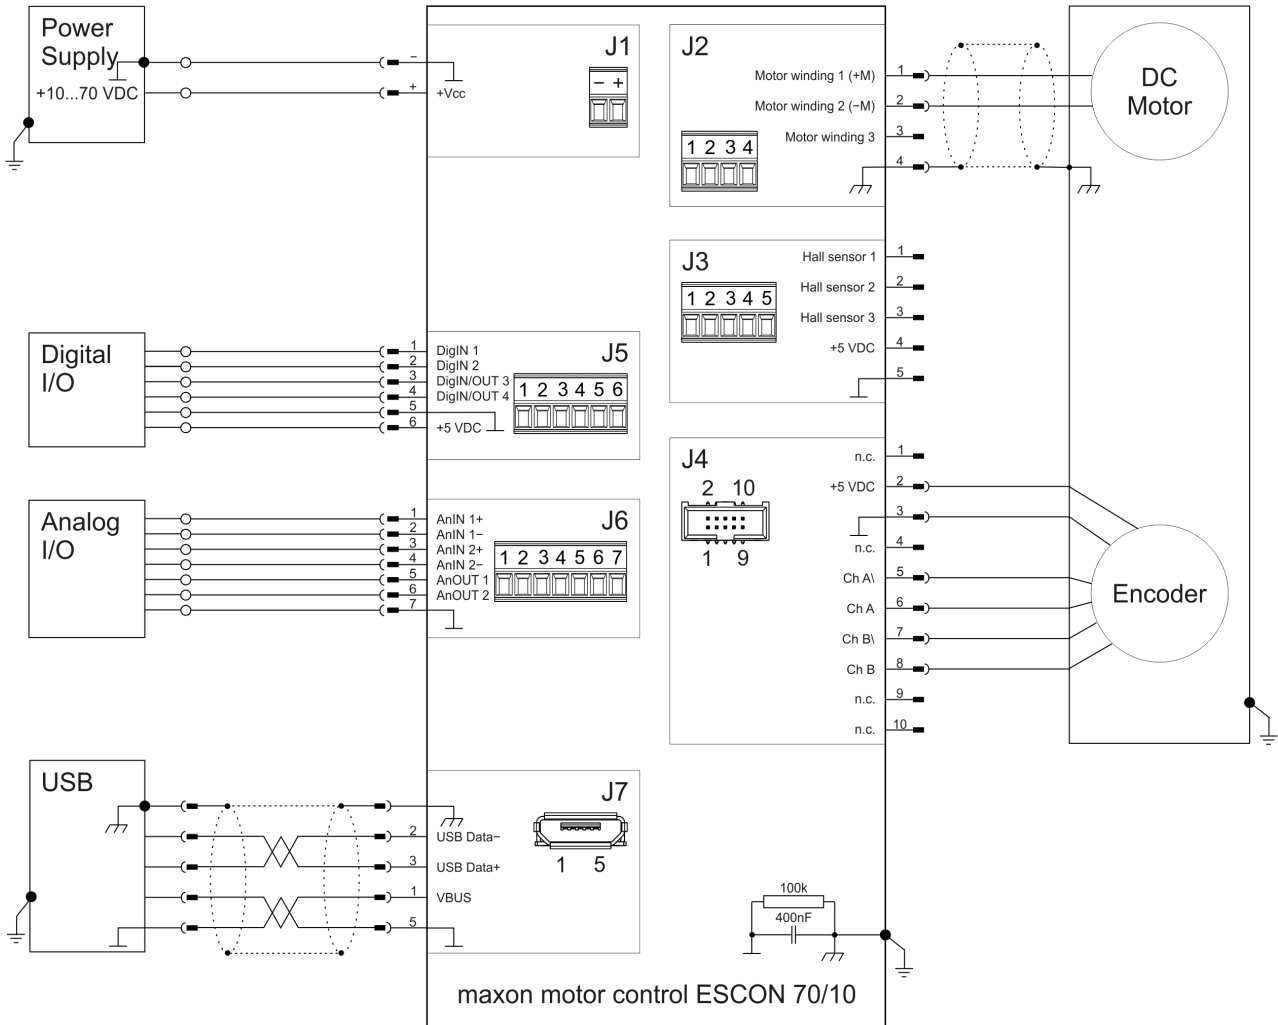 Power
Supply
+10...70 VDC
−
+
+Vcc
J1
− +
J2
Motor winding 1 (+M)
1
Motor winding 2 (−M)
2
Motor winding 3
3
4
1 2 3 4
DC
Motor
J3
Hall sensor 1
1
Hall sensor 2
2
Hall sensor 3
3
+5 VDC
4
5
1 2 3 4 5
Digital
I/O
1
DigIN 1
2
DigIN 2
3
DigIN/OUT 3
4
DigIN/OUT 4
5
6
+5 VDC
J5
1 2 3 4 5 6
J4
2 10
1 9
n.c.
1
+5 VDC
2
3
n.c.
4
Ch A\
5
Ch A
6
Ch B\
7
Ch B
8
n.c.
9
n.c.
10
Encoder
Analog
I/O
1
AnIN 1+
2
AnIN 1−
3
AnIN 2+
4
AnIN 2−
5
AnOUT 1
6
AnOUT 2
7
J6
1 2 3 4 5 6 7
USB
2
USB Data−
3
USB Data+
1
VBUS
5
J7
1 5
100k
400nF
maxon motor control ESCON 70/10